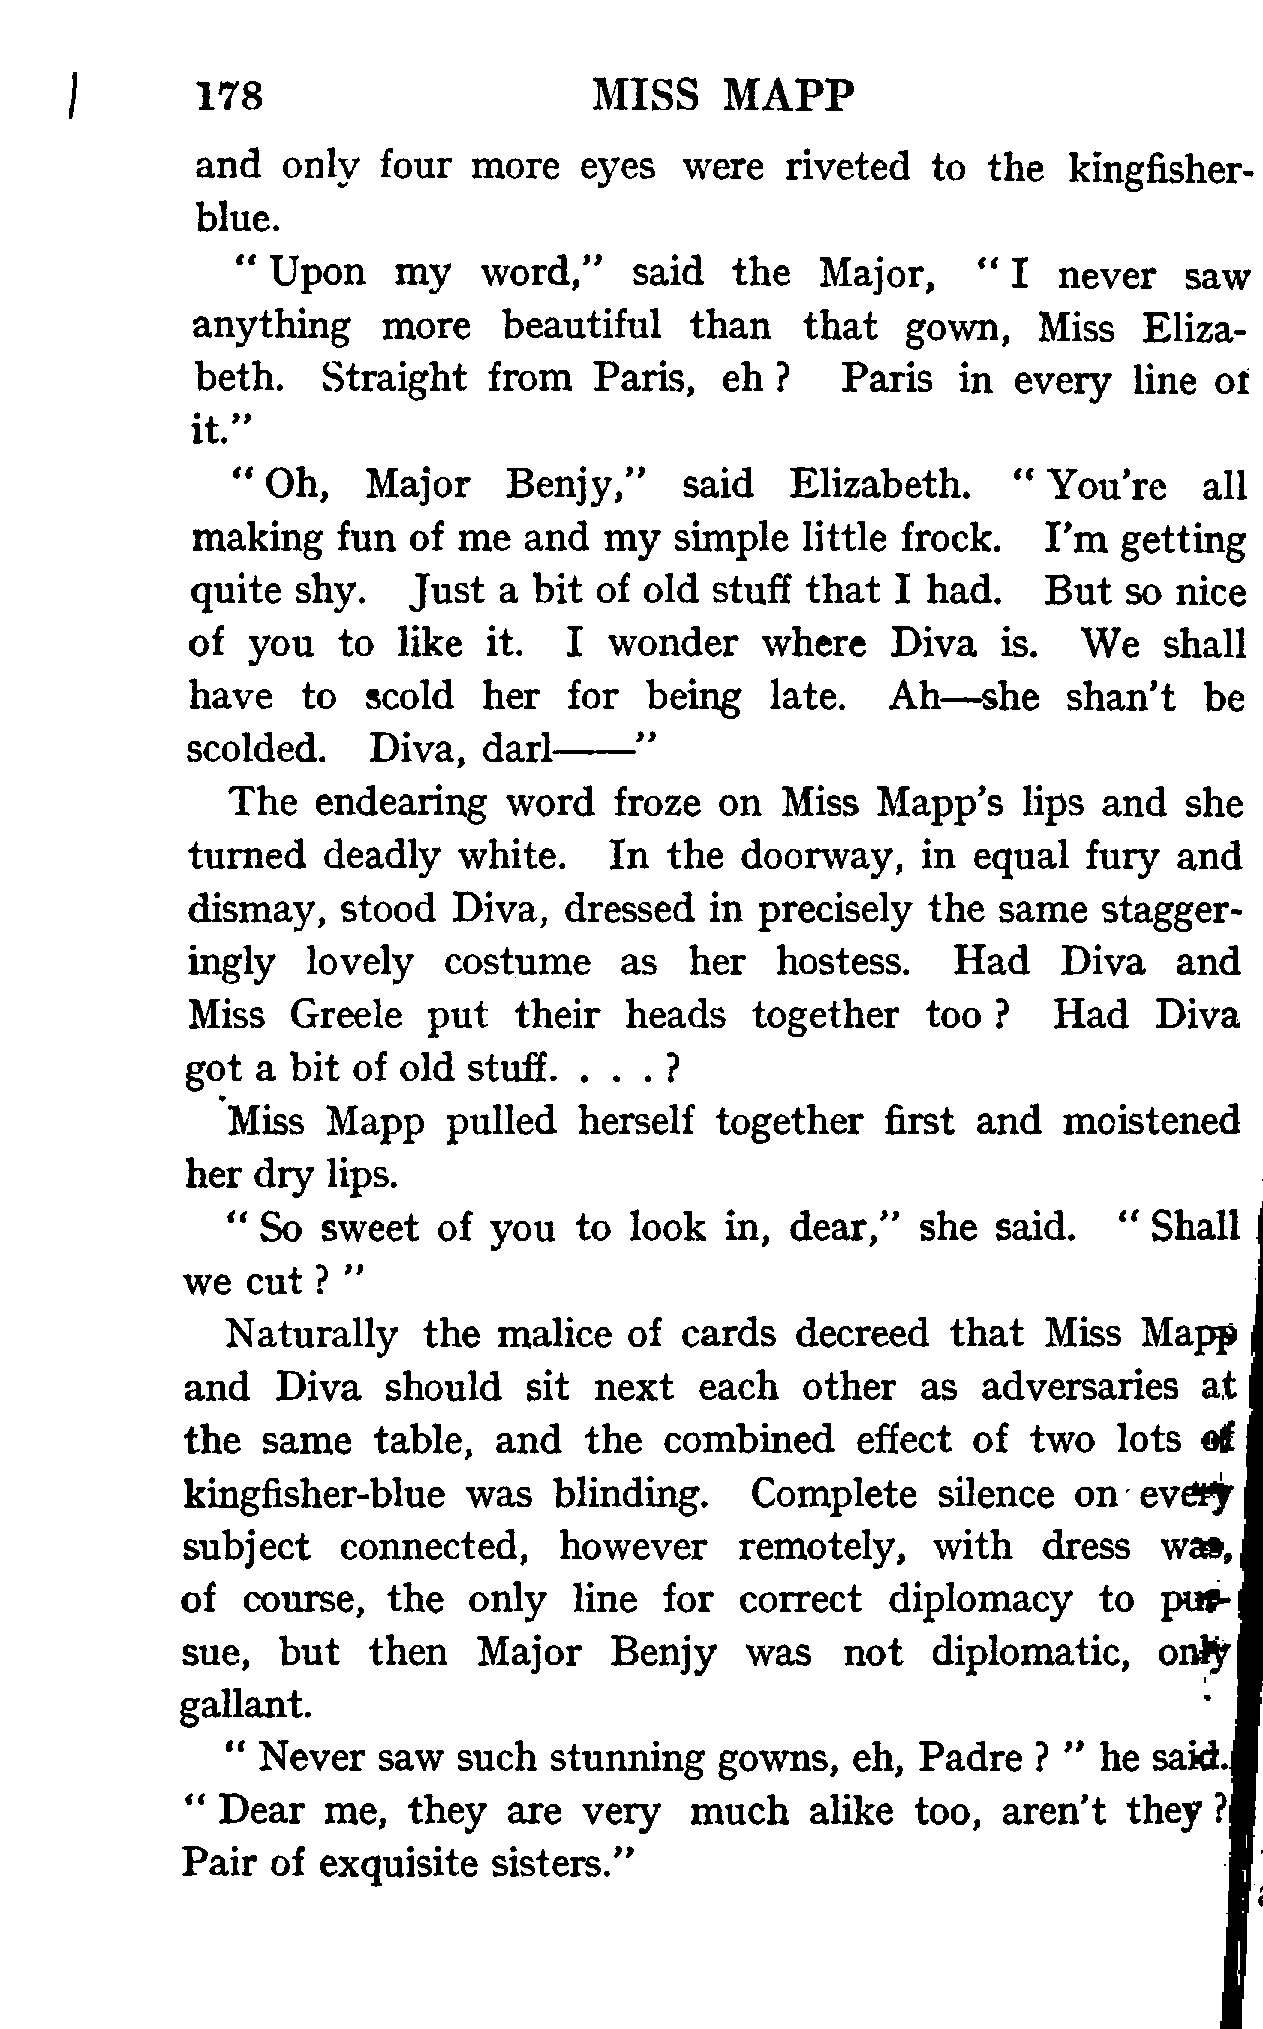 178 MISS MAPP
and only four more eyes were riveted to the kingfisher-
blue.
" Upon my word," said the Major, " I never saw
anything more beautiful than that gown, Miss Eliza-
beth. Straight from Paris, eh ? Paris in every line of
it."
" Oh, Major Benjy," said Elizabeth. " You're all
making fun of me and my simple little frock. I'm getting
quite shy. Just a bit of old stuff that I had. But so nice
of you to like it. I wonder where Diva is. We shall
have to scold her for being late. Ah—she shan't be
scolded. Diva, darl——"
The endearing word froze on Miss Mapp's lips and she
turned deadly white. In the doorway, in equal fury and
dismay, stood Diva, dressed in precisely the same stagger-
ingly lovely costume as her hostess. Had Diva and
Miss Greele put their heads together too ? Had Diva
got a bit of old stuff. . . . ?
Miss Mapp pulled herself together first and moistened
her dry lips.
" So sweet of you to look in, dear," she said. " Shall
we cut ? "
Naturally the malice of cards decreed that Miss Mapp
and Diva should sit next each other as adversaries at
the same table, and the combined effect of two lots of
kingfisher-blue was blinding. Complete silence on every
subject connected, however remotely, with dress was,
of course, the only line for correct diplomacy to pur-
sue, but then Major Benjy was not diplomatic, only
gallant.
" Never saw such stunning gowns, eh, Padre ? " he said.
" Dear me, they are very much alike too, aren't they ?
Pair of exquisite sisters."